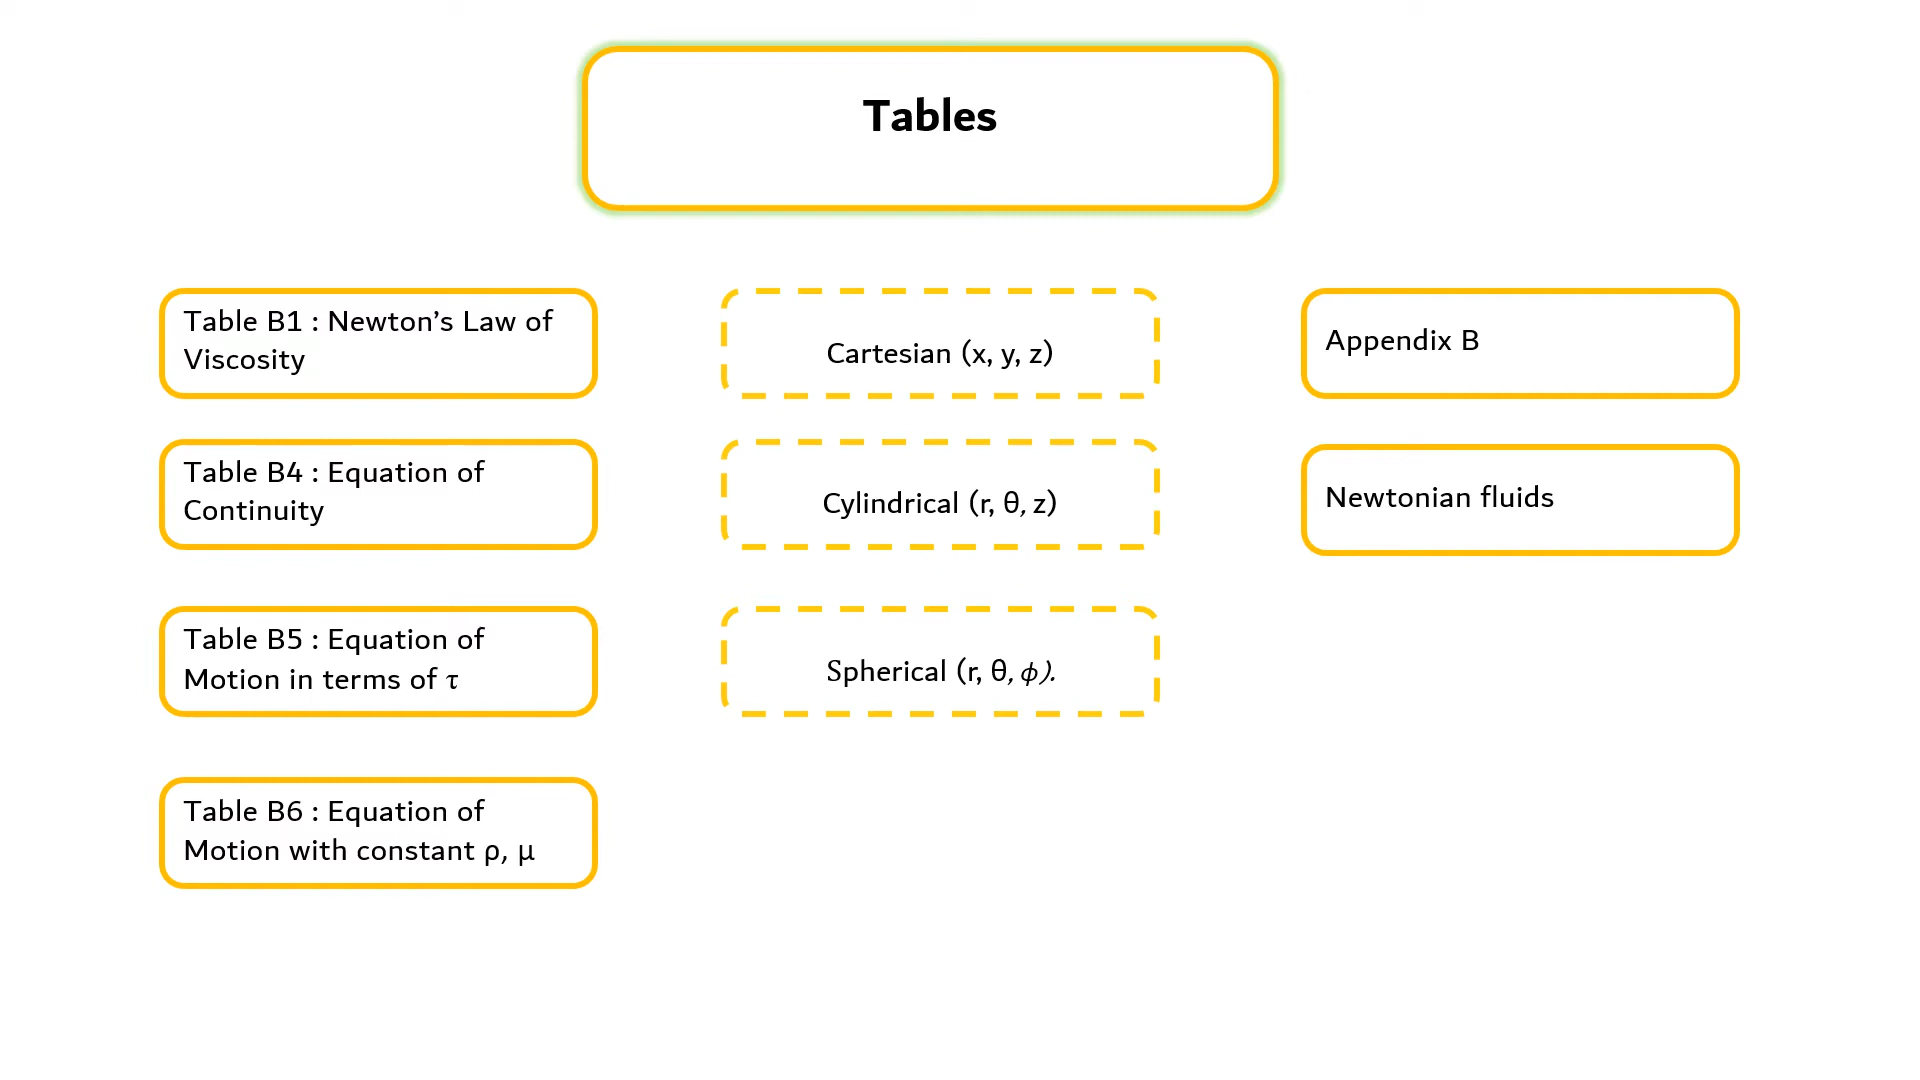 Tables
Table B1 : Newton’s Law of
Viscosity
Cartesian (x, y, z)
Appendix B
Table B4 : Equation of
Continuity
Cylindrical (r, θ, z)
Newtonian fluids
Table B5 : Equation of
Motion in terms of τ
Spherical (r, θ, ϕ).
Table B6 : Equation of
Motion with constant ρ, μ